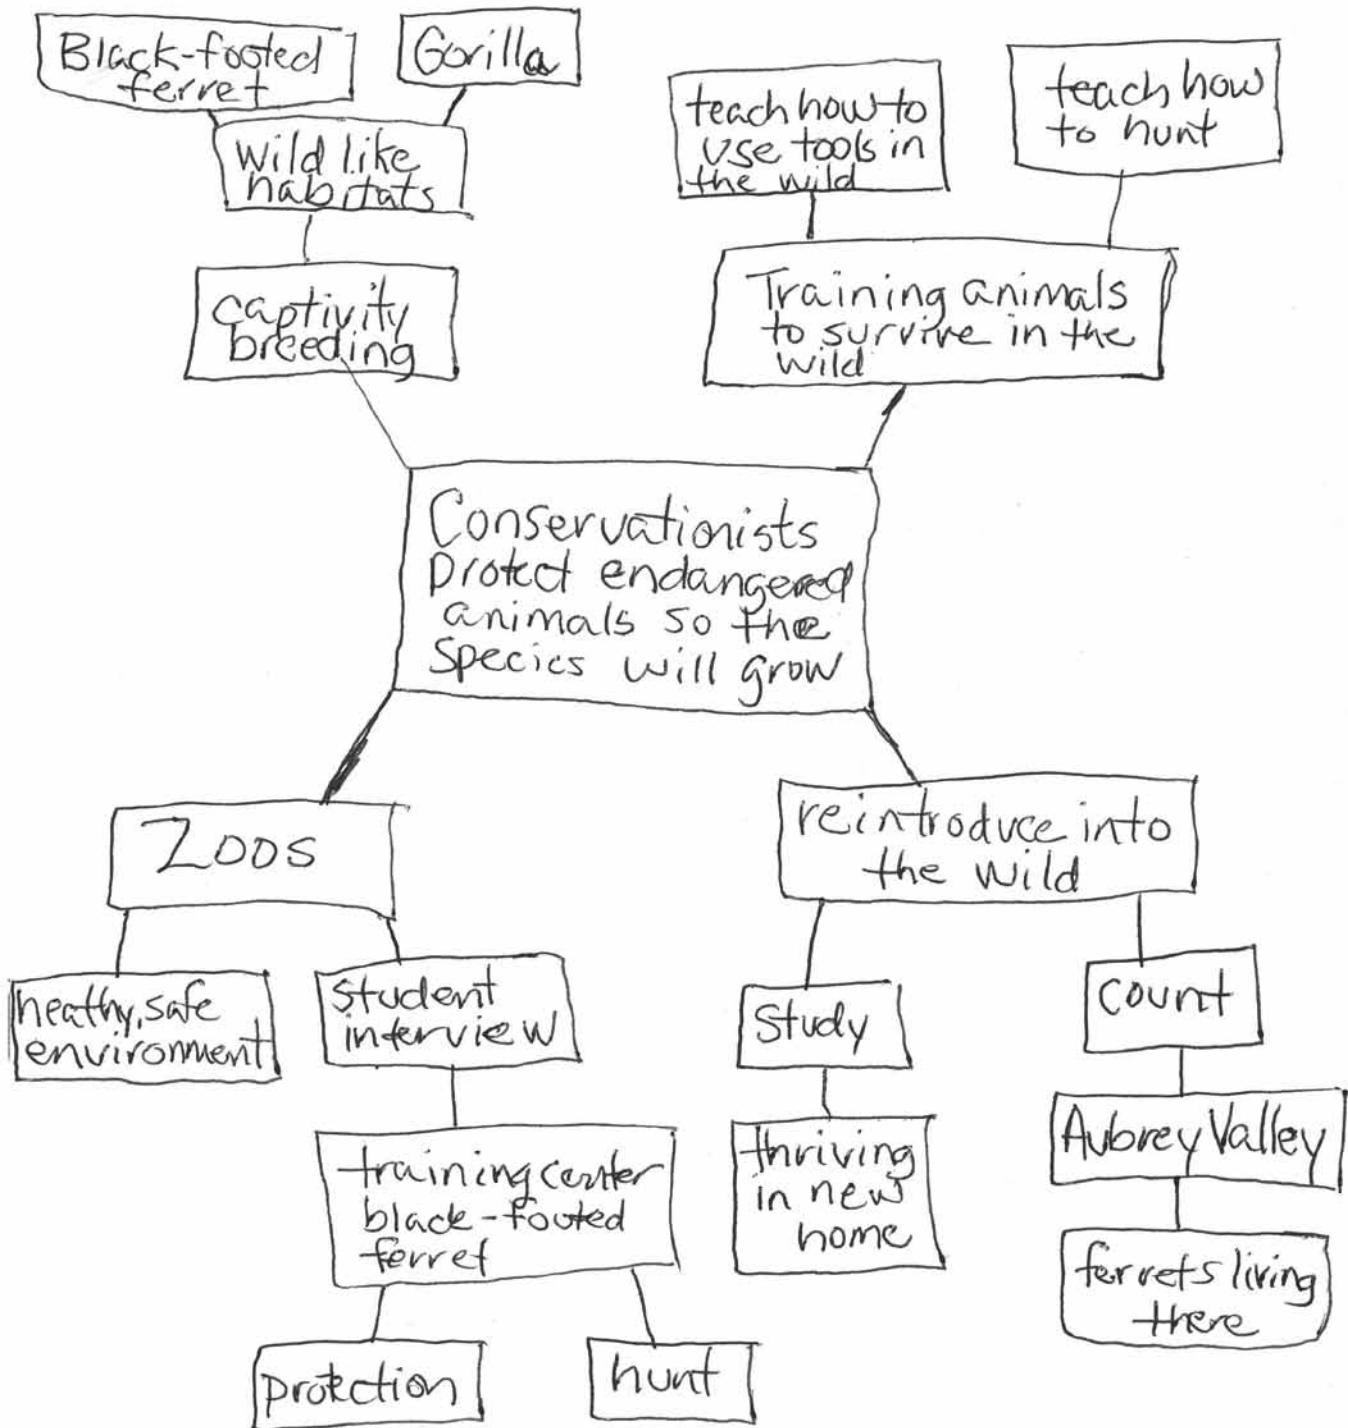 Black-footed
ferret
Gorilla
wild like
habitats
captivity
breeding
teach how to
use tools in
the wild
teach how
to hunt
Training animals
to survive in the
wild
Conservationists
protect endangered
animals so the
species will grow
Zoos
heathy, safe
environment
student
interview
training center
black-footed
ferret
protection
hunt
reintroduce into
the wild
study
thriving
in new
home
count
Aubrey Valley
ferrets living
there